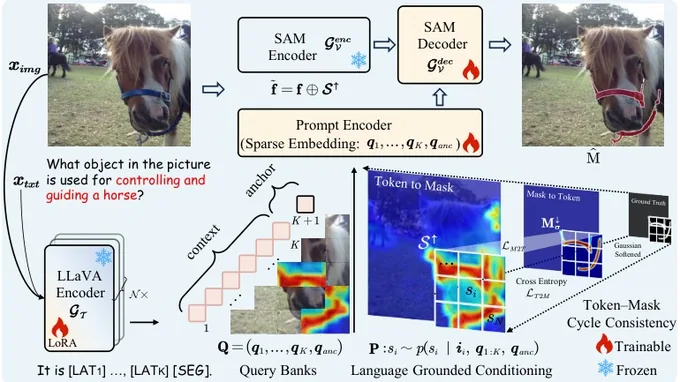 x_img
SAM
Encoder
G_V^enc
SAM
Decoder
G_V^dec
f̃ = f ⊕ S↑
Prompt Encoder
(Sparse Embedding: q₁, …, q_K, q_anc)
M̂
What object in the picture
is used for controlling and
guiding a horse?
x_txt
LLaVA
Encoder
G_T
LoRA
N×
context
anchor
K + 1
K
1
Token to Mask
S↑
s_i
s_N
L_M2T
Mask to Token
M_σ^↓
Ground Truth
Gaussian
Softened
Cross Entropy
L_T2M
Token–Mask
Cycle Consistency
Trainable
Frozen
It is [LAT1] ..., [LATK] [SEG].
Q = (q₁, …, q_K, q_anc)
Query Banks
P : s_i ∼ p(s_i | i_i, q_1:K, q_anc)
Language Grounded Conditioning